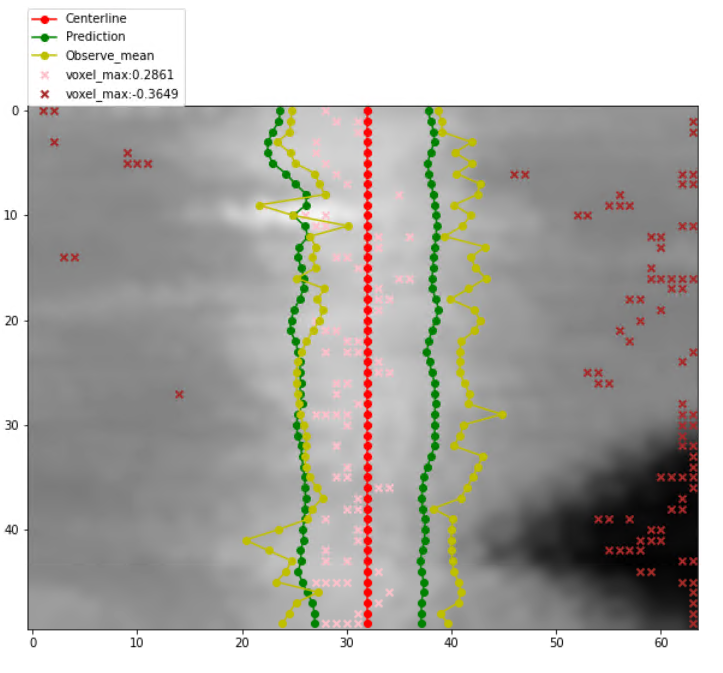 Centerline
Prediction
Observe_mean
voxel_max:0.2861
voxel_max:-0.3649
0
10
20
30
40
0 10 20 30 40 50 60